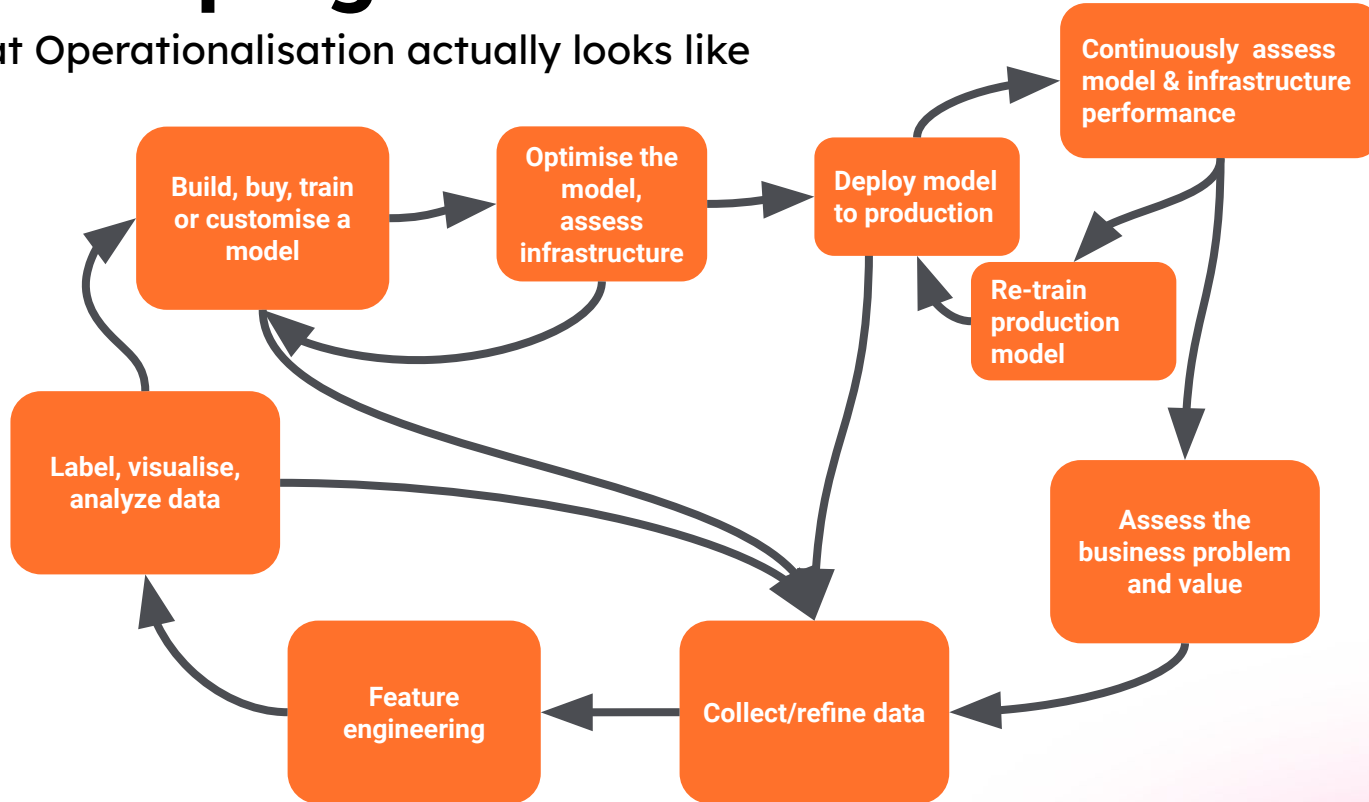 at Operationalisation actually looks like
Continuously assess
model & infrastructure
performance
Build, buy, train
or customise a
model
Optimise the
model,
assess
infrastructure
Deploy model
to production
Re-train
production
model
Label, visualise,
analyze data
Assess the
business problem
and value
Feature
engineering
Collect/refine data